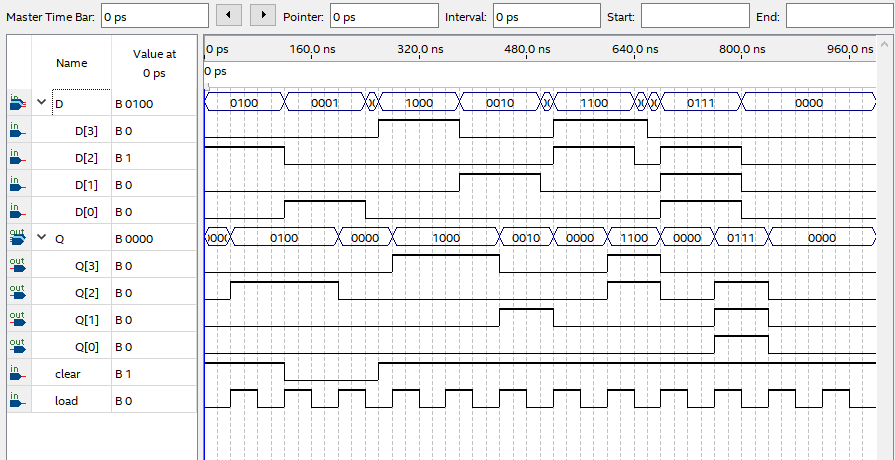 Master Time Bar: 0 ps Pointer: 0 ps Interval: 0 ps Start: End:
Name Value at 0 ps
0 ps 160.0 ns 320.0 ns 480.0 ns 640.0 ns 800.0 ns 960.0 ns
0 ps
in D B 0100 0100 0001 1000 0010 1100 0111 0000
in D[3] B 0
in D[2] B 1
in D[1] B 0
in D[0] B 0
out Q B 0000 0100 0000 1000 0010 0000 1100 0000 0111 0000
out Q[3] B 0
out Q[2] B 0
out Q[1] B 0
out Q[0] B 0
in clear B 1
in load B 0